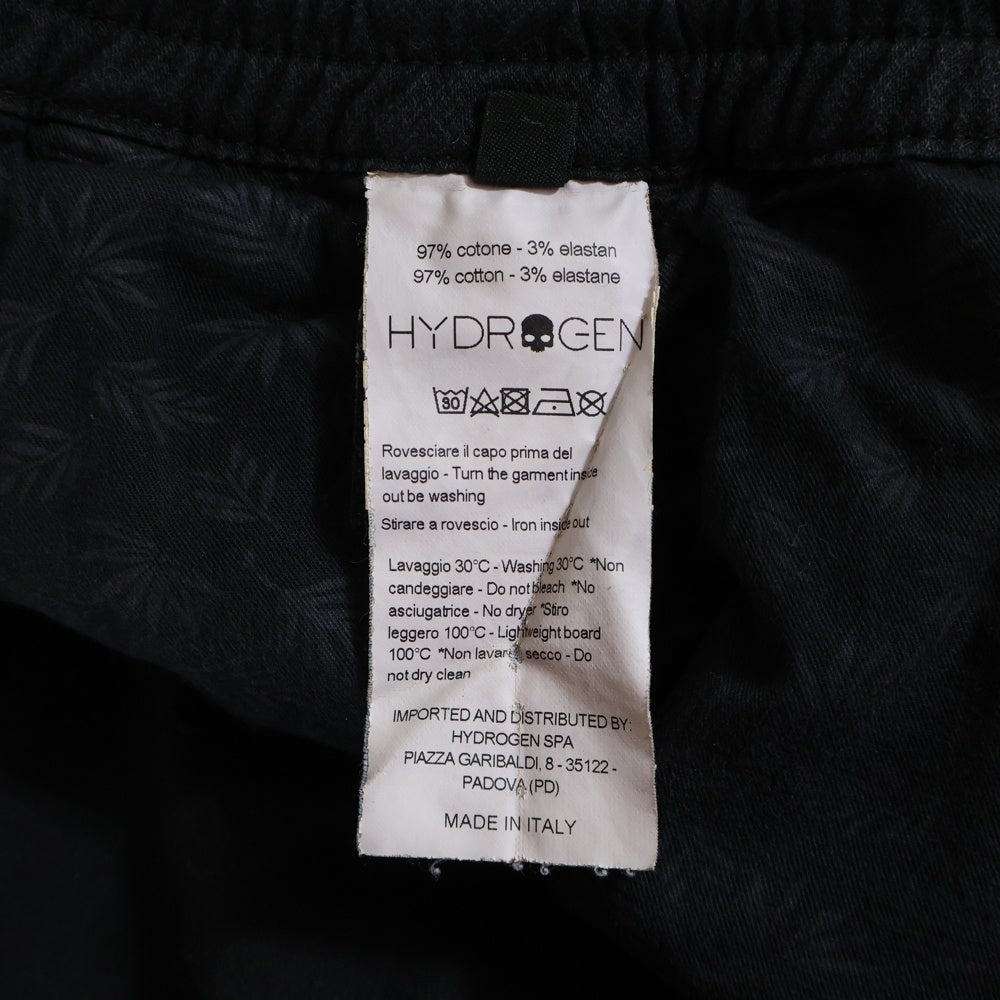 97% cotone - 3% elastan
97% cotton - 3% elastane
HYDROGEN
30
Rovesciare il capo prima del
lavaggio - Turn the garment inside
out be washing
Stirare a rovescio - Iron inside out
Lavaggio 30°C - Washing 30°C *Non
candeggiare - Do not bleach *No
asciugatrice - No dryer *Stiro
leggero 100°C - Lightweight board
100°C *Non lavare secco - Do
not dry clean
IMPORTED AND DISTRIBUTED BY:
HYDROGEN SPA
PIAZZA GARIBALDI, 8 - 35122 -
PADOVA (PD)
MADE IN ITALY